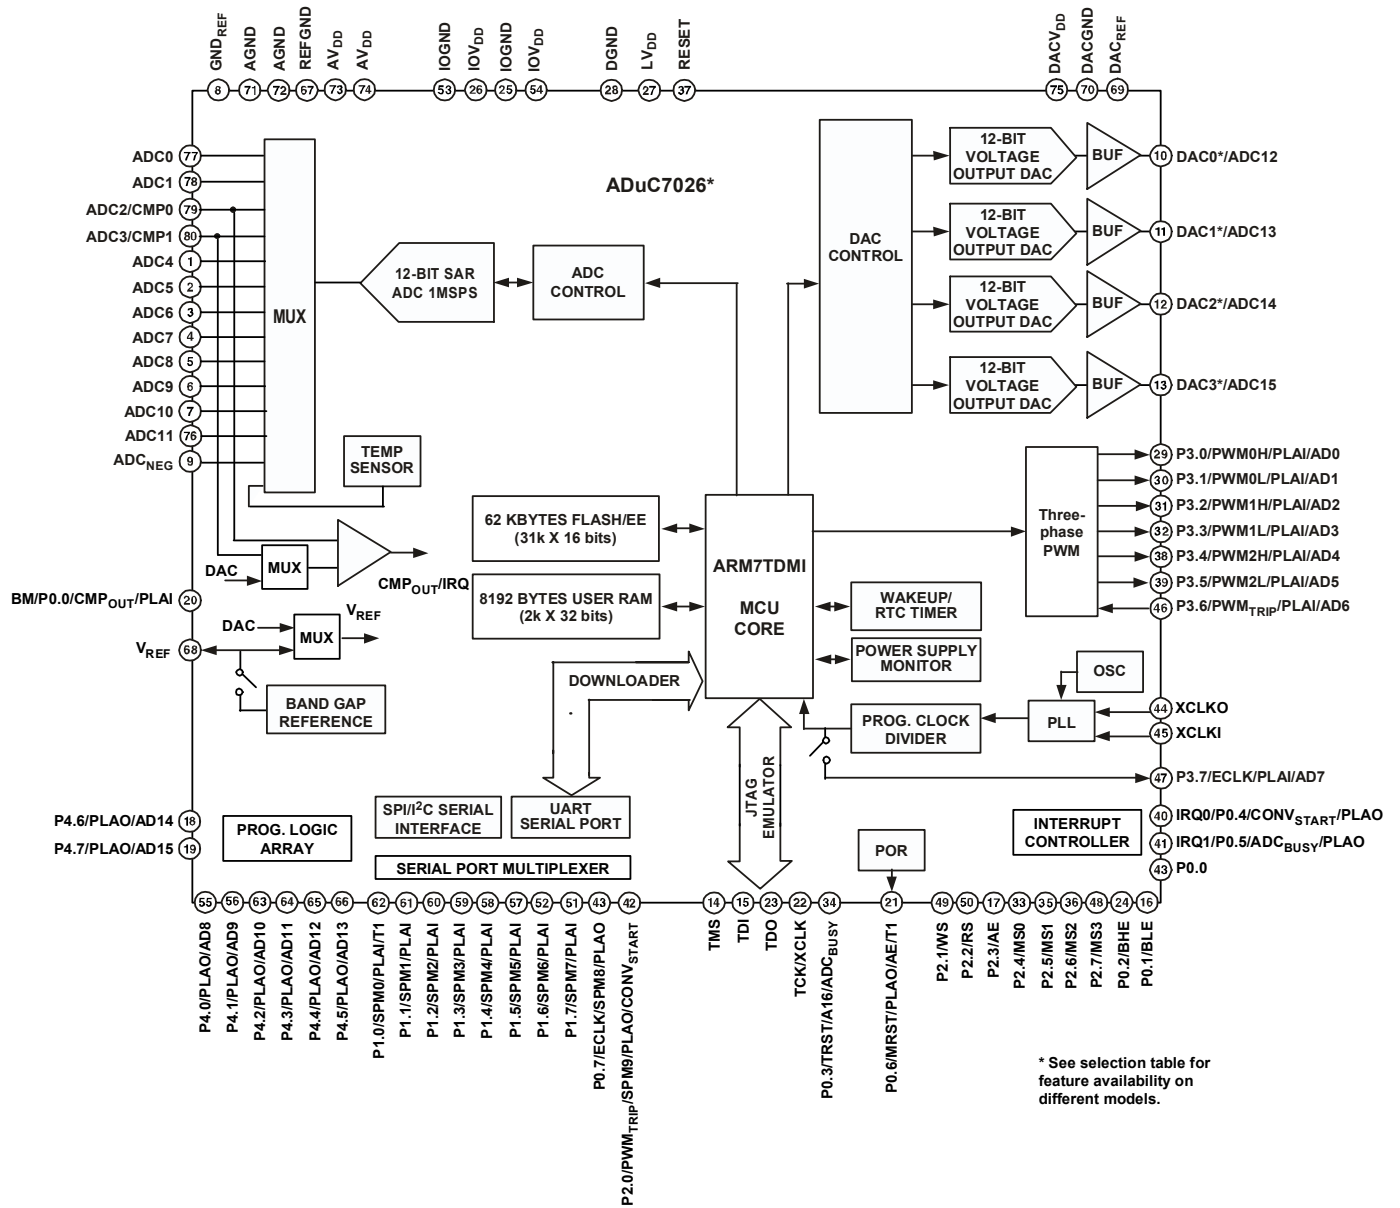 GND_REF
AGND
AGND
REFGND
AV_DD
AV_DD
IOGND
IOV_DD
IOGND
IOV_DD
DGND
LV_DD
RESET
DACV_DD
DACGND
DAC_REF
8
71
72
67
73
74
53
26
25
54
28
27
37
75
70
69
ADuC7026*
ADC0 77
ADC1 78
ADC2/CMP0 79
ADC3/CMP1 80
ADC4 1
ADC5 2
ADC6 3
ADC7 4
ADC8 5
ADC9 6
ADC10 7
ADC11 76
ADC_NEG 9
MUX
12-BIT SAR
ADC 1MSPS
ADC
CONTROL
TEMP
SENSOR
DAC
CONTROL
12-BIT
VOLTAGE
OUTPUT DAC
BUF
10 DAC0*/ADC12
12-BIT
VOLTAGE
OUTPUT DAC
BUF
11 DAC1*/ADC13
12-BIT
VOLTAGE
OUTPUT DAC
BUF
12 DAC2*/ADC14
12-BIT
VOLTAGE
OUTPUT DAC
BUF
13 DAC3*/ADC15
DAC
MUX
CMP_OUT/IRQ
BM/P0.0/CMP_OUT/PLAI 20
V_REF 68
DAC
MUX
V_REF
BAND GAP
REFERENCE
62 KBYTES FLASH/EE
(31k X 16 bits)
8192 BYTES USER RAM
(2k X 32 bits)
ARM7TDMI
MCU
CORE
DOWNLOADER
Three-
phase
PWM
29 P3.0/PWM0H/PLAI/AD0
30 P3.1/PWM0L/PLAI/AD1
31 P3.2/PWM1H/PLAI/AD2
32 P3.3/PWM1L/PLAI/AD3
38 P3.4/PWM2H/PLAI/AD4
39 P3.5/PWM2L/PLAI/AD5
46 P3.6/PWM_TRIP/PLAI/AD6
WAKEUP/
RTC TIMER
POWER SUPPLY
MONITOR
PROG. CLOCK
DIVIDER
OSC
PLL
44 XCLKO
45 XCLKI
47 P3.7/ECLK/PLAI/AD7
40 IRQ0/P0.4/CONV_START/PLAO
41 IRQ1/P0.5/ADC_BUSY/PLAO
43 P0.0
INTERRUPT
CONTROLLER
JTAG
EMULATOR
POR
P4.6/PLAO/AD14 18
P4.7/PLAO/AD15 19
PROG. LOGIC
ARRAY
SPI/I2C SERIAL
INTERFACE
UART
SERIAL PORT
SERIAL PORT MULTIPLEXER
55
56
63
64
65
66
62
61
60
59
58
57
52
51
43
42
14
15
23
22
34
21
49
50
17
33
35
36
48
24
16
P4.0/PLAO/AD8
P4.1/PLAO/AD9
P4.2/PLAO/AD10
P4.3/PLAO/AD11
P4.4/PLAO/AD12
P4.5/PLAO/AD13
P1.0/SPM0/PLAI/T1
P1.1/SPM1/PLAI
P1.2/SPM2/PLAI
P1.3/SPM3/PLAI
P1.4/SPM4/PLAI
P1.5/SPM5/PLAI
P1.6/SPM6/PLAI
P1.7/SPM7/PLAI
P0.7/ECLK/SPM8/PLAO
P2.0/PWM_TRIP/SPM9/PLAO/CONV_START
TMS
TDI
TDO
TCK/XCLK
P0.3/TRST/A16/ADC_BUSY
P0.6/MRST/PLAO/AE/T1
P2.1/WS
P2.2/RS
P2.3/AE
P2.4/MS0
P2.5/MS1
P2.6/MS2
P2.7/MS3
P0.2/BHE
P0.1/BLE
* See selection table for
feature availability on
different models.